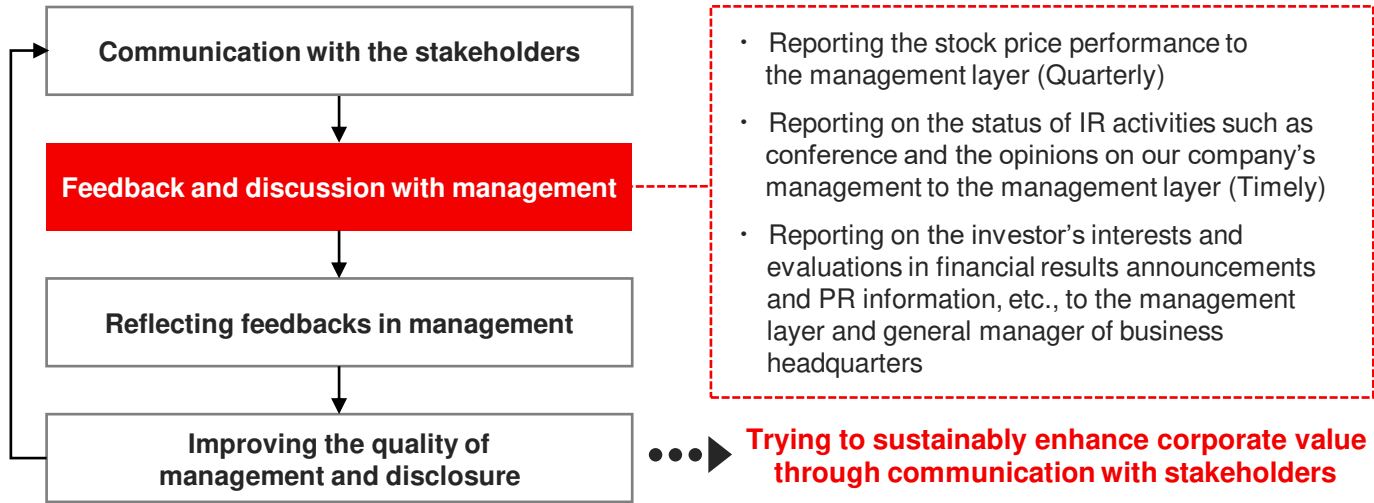 Communication with the stakeholders
Feedback and discussion with management
Reflecting feedbacks in management
Improving the quality of
management and disclosure
・ Reporting the stock price performance to
the management layer (Quarterly)
・ Reporting on the status of IR activities such as
conference and the opinions on our company’s
management to the management layer (Timely)
・ Reporting on the investor’s interests and
evaluations in financial results announcements
and PR information, etc., to the management
layer and general manager of business
headquarters
Trying to sustainably enhance corporate value
through communication with stakeholders